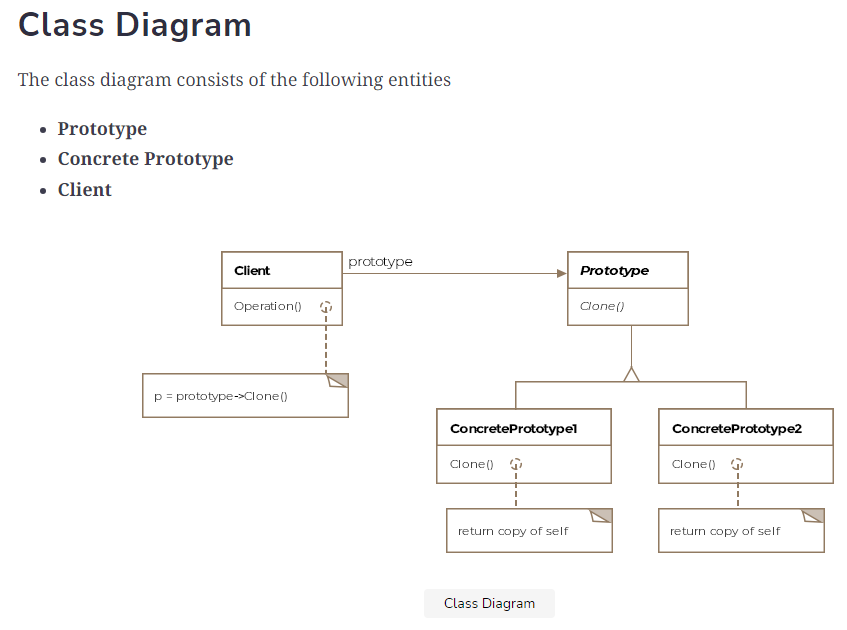 Class Diagram
The class diagram consists of the following entities
• Prototype
• Concrete Prototype
• Client
prototype
Client
Prototype
Operation()
Clone()
p = prototype->Clone()
ConcretePrototype1
ConcretePrototype2
Clone()
Clone()
return copy of self
return copy of self
Class Diagram